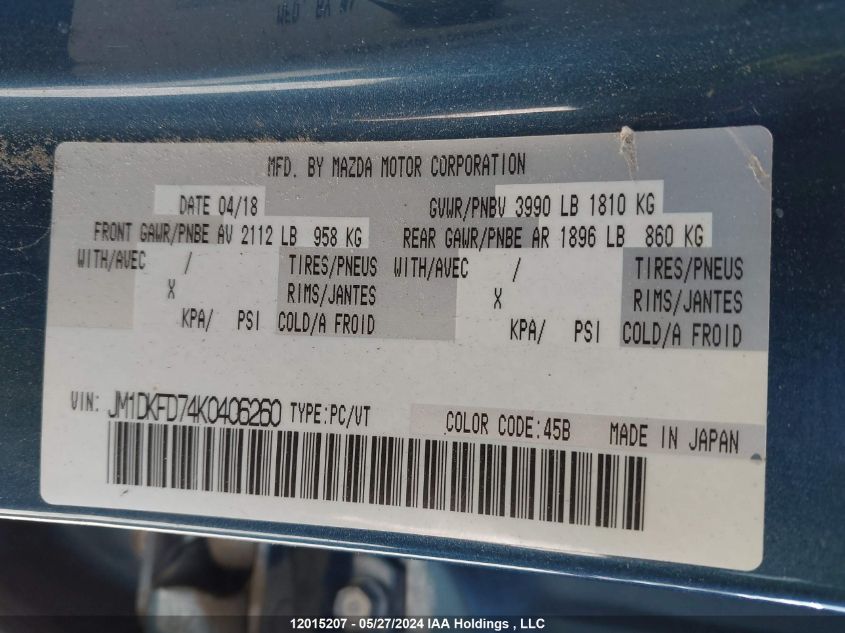 MFD. BY MAZDA MOTOR CORPORATION
DATE 04/18 GVWR/PNBV 3990 LB 1810 KG
FRONT GAWR/PNBE AV 2112 LB 958 KG REAR GAWR/PNBE AR 1896 LB 860 KG
WITH/AVEC / TIRES/PNEUS WITH/AVEC / TIRES/PNEUS
X RIMS/JANTES X RIMS/JANTES
KPA/ PSI COLD/A FROID KPA/ PSI COLD/A FROID
VIN: JM1DKFD74K0406260 TYPE:PC/VT COLOR CODE:45B MADE IN JAPAN
12015207 - 05/27/2024 IAA Holdings , LLC